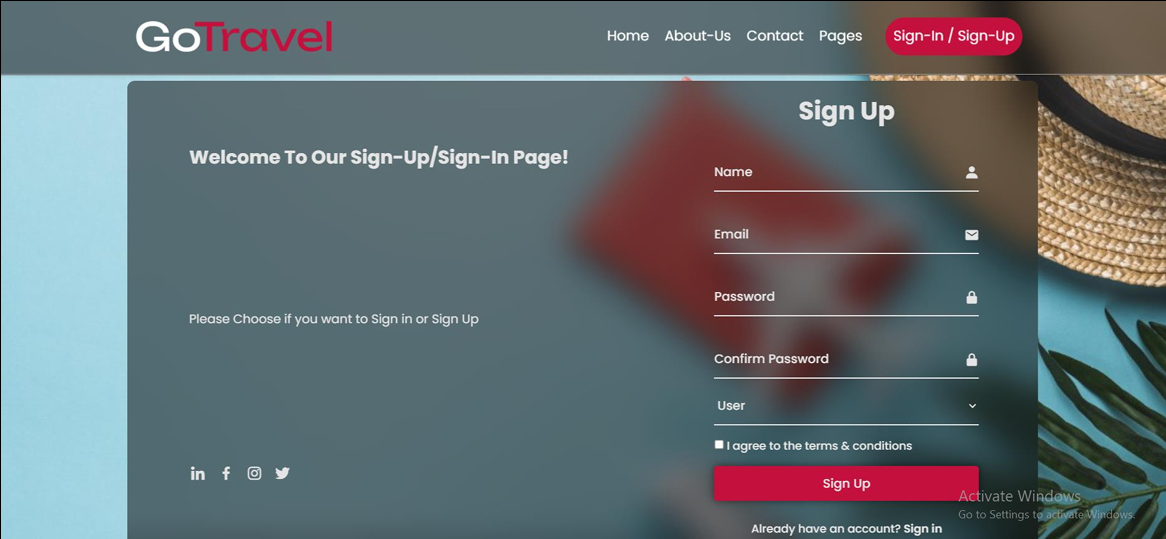 GoTravel
Home About-Us Contact Pages Sign-In / Sign-Up
Sign Up
Welcome To Our Sign-Up/Sign-In Page!
Name
Email
Password
Please Choose if you want to Sign in or Sign Up
Confirm Password
User
I agree to the terms & conditions
Sign Up
Activate Windows
Go to Settings to activate Windows.
Already have an account? Sign in